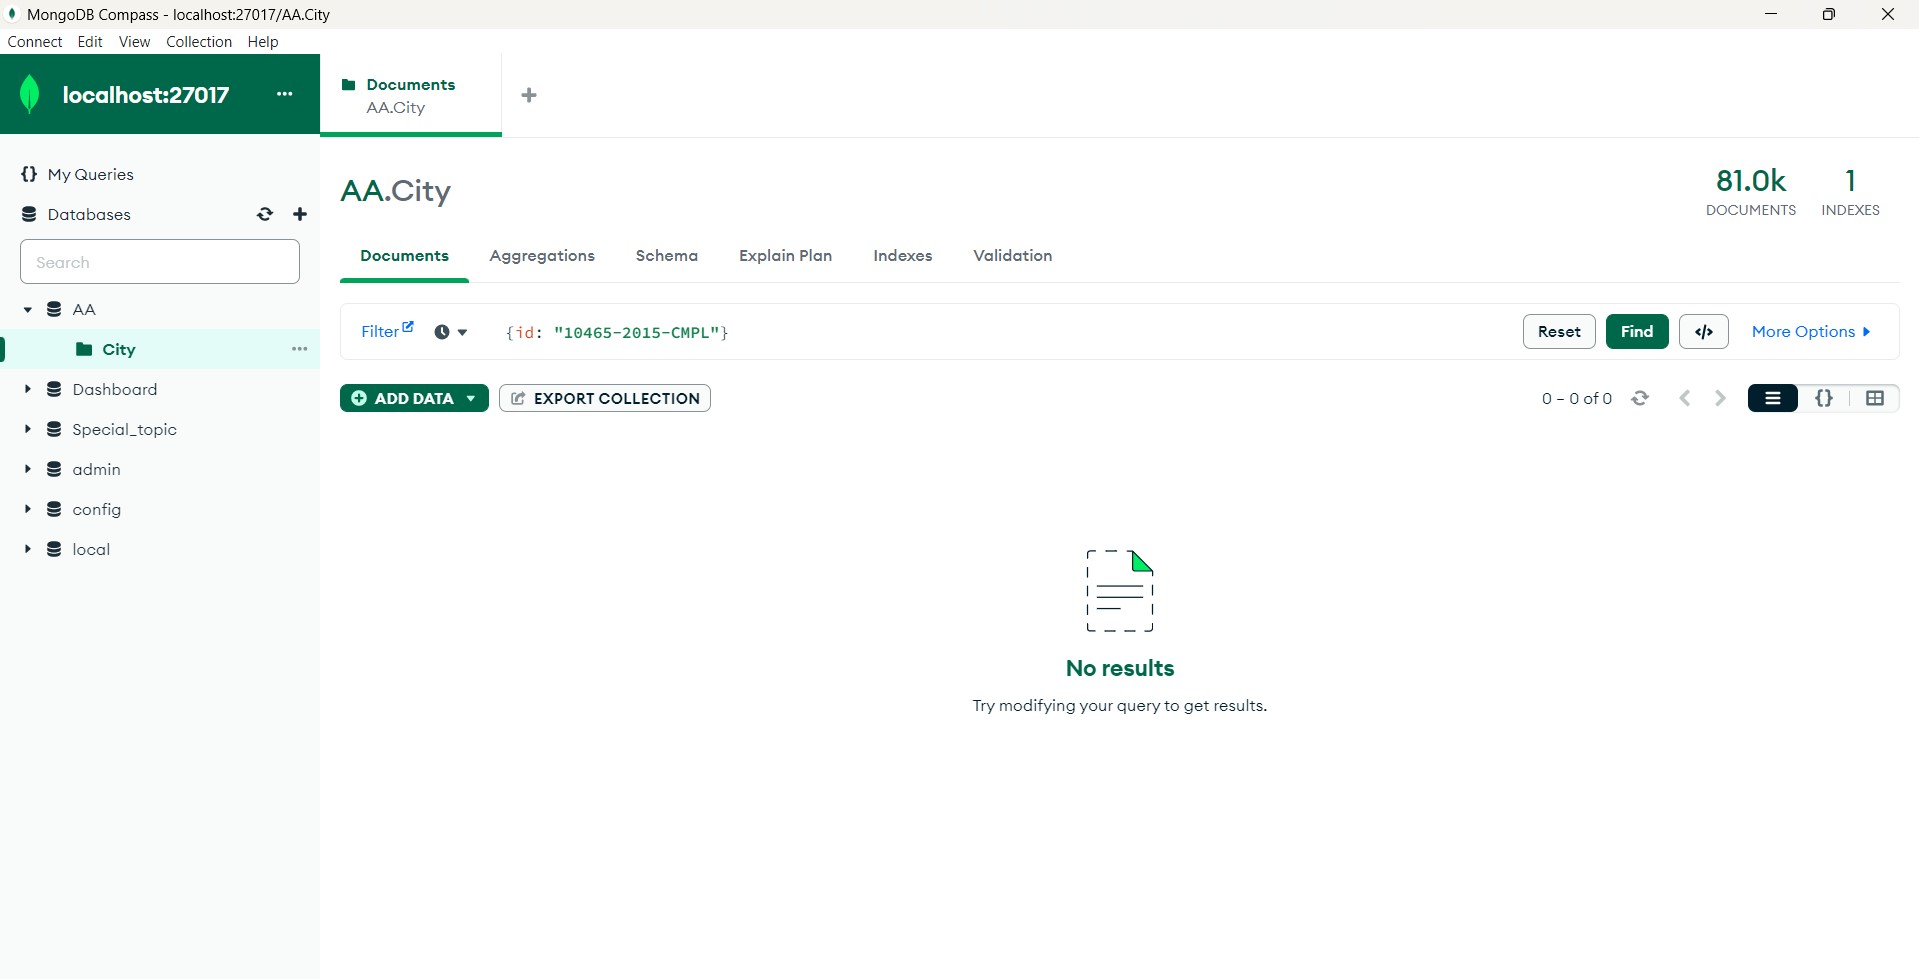 MongoDB Compass - localhost:27017/AA.City
Connect Edit View Collection Help
localhost:27017
Documents
AA.City
My Queries
Databases
Search
AA
City
Dashboard
Special_topic
admin
config
local
AA.City
81.0k
DOCUMENTS
1
INDEXES
Documents Aggregations Schema Explain Plan Indexes Validation
Filter {id: "10465-2015-CMPL"} Reset Find </> More Options
ADD DATA EXPORT COLLECTION 0 – 0 of 0 {}
No results
Try modifying your query to get results.